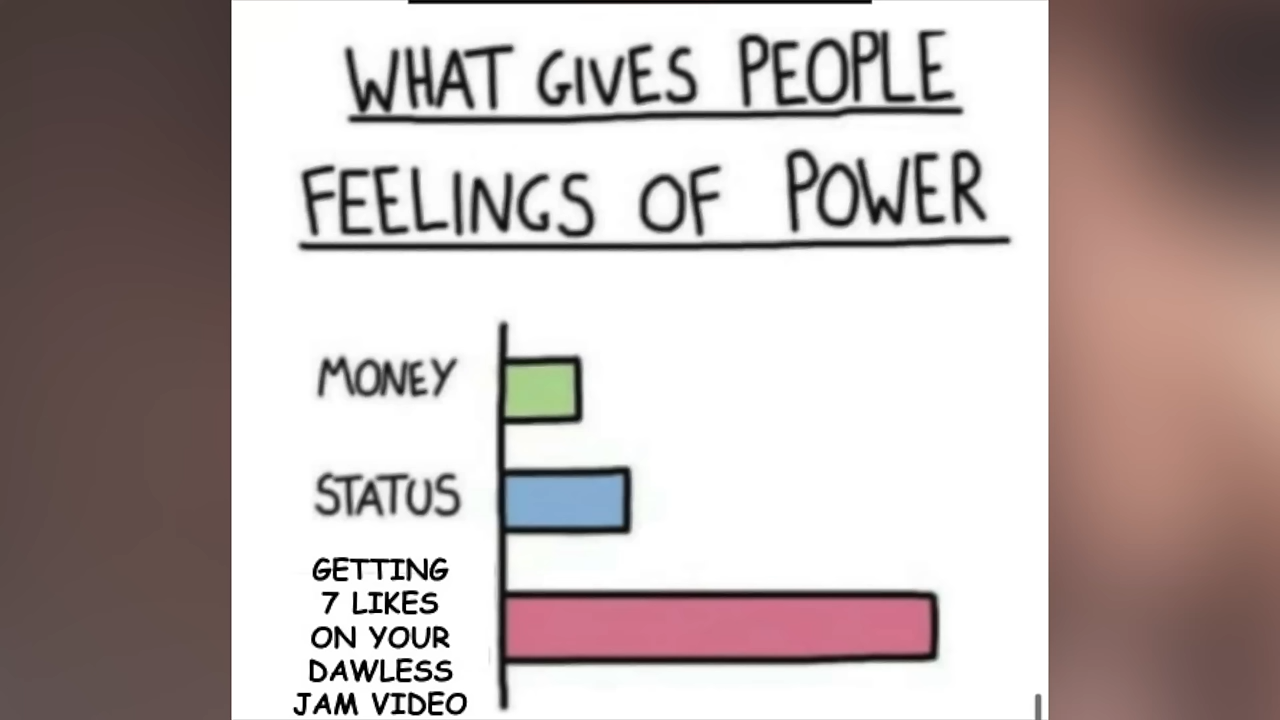 WHAT GIVES PEOPLE
FEELINGS OF POWER
MONEY
STATUS
GETTING
7 LIKES
ON YOUR
DAWLESS
JAM VIDEO